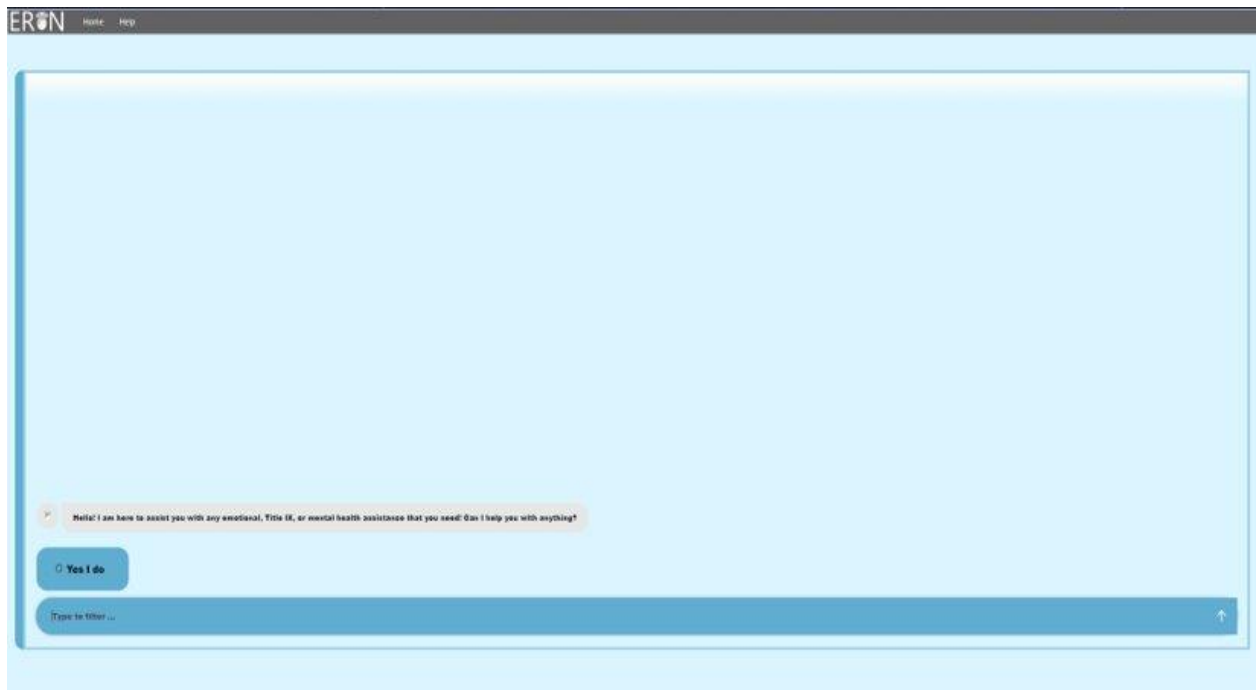 ERON Home Help
Hello! I am here to assist you with any emotional, Title IX, or mental health assistance that you need! Can I help you with anything?
Yes I do
Type to filter ...